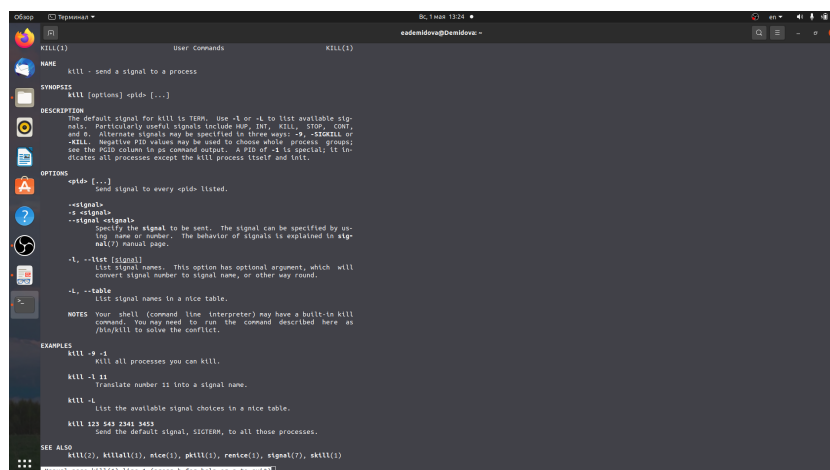 Обзор Терминал Вс, 1 мая 13:24 en
eademidova@Demidova: ~
KILL(1) User Commands KILL(1)
NAME
kill - send a signal to a process
SYNOPSIS
kill [options] <pid> [...]
DESCRIPTION
The default signal for kill is TERM. Use -l or -L to list available sig-
nals. Particularly useful signals include HUP, INT, KILL, STOP, CONT,
and 0. Alternate signals may be specified in three ways: -9, -SIGKILL or
-KILL. Negative PID values may be used to choose whole process groups;
see the PGID column in ps command output. A PID of -1 is special; it in-
dicates all processes except the kill process itself and init.
OPTIONS
<pid> [...]
Send signal to every <pid> listed.
-<signal>
-s <signal>
--signal <signal>
Specify the signal to be sent. The signal can be specified by us-
ing name or number. The behavior of signals is explained in sig-
nal(7) manual page.
-l, --list [signal]
List signal names. This option has optional argument, which will
convert signal number to signal name, or other way round.
-L, --table
List signal names in a nice table.
NOTES Your shell (command line interpreter) may have a built-in kill
command. You may need to run the command described here as
/bin/kill to solve the conflict.
EXAMPLES
kill -9 -1
Kill all processes you can kill.
kill -l 11
Translate number 11 into a signal name.
kill -L
List the available signal choices in a nice table.
kill 123 543 2341 3453
Send the default signal, SIGTERM, to all those processes.
SEE ALSO
kill(2), killall(1), nice(1), pkill(1), renice(1), signal(7), skill(1)
Manual page kill(1) line 1 (press h for help or q to quit)